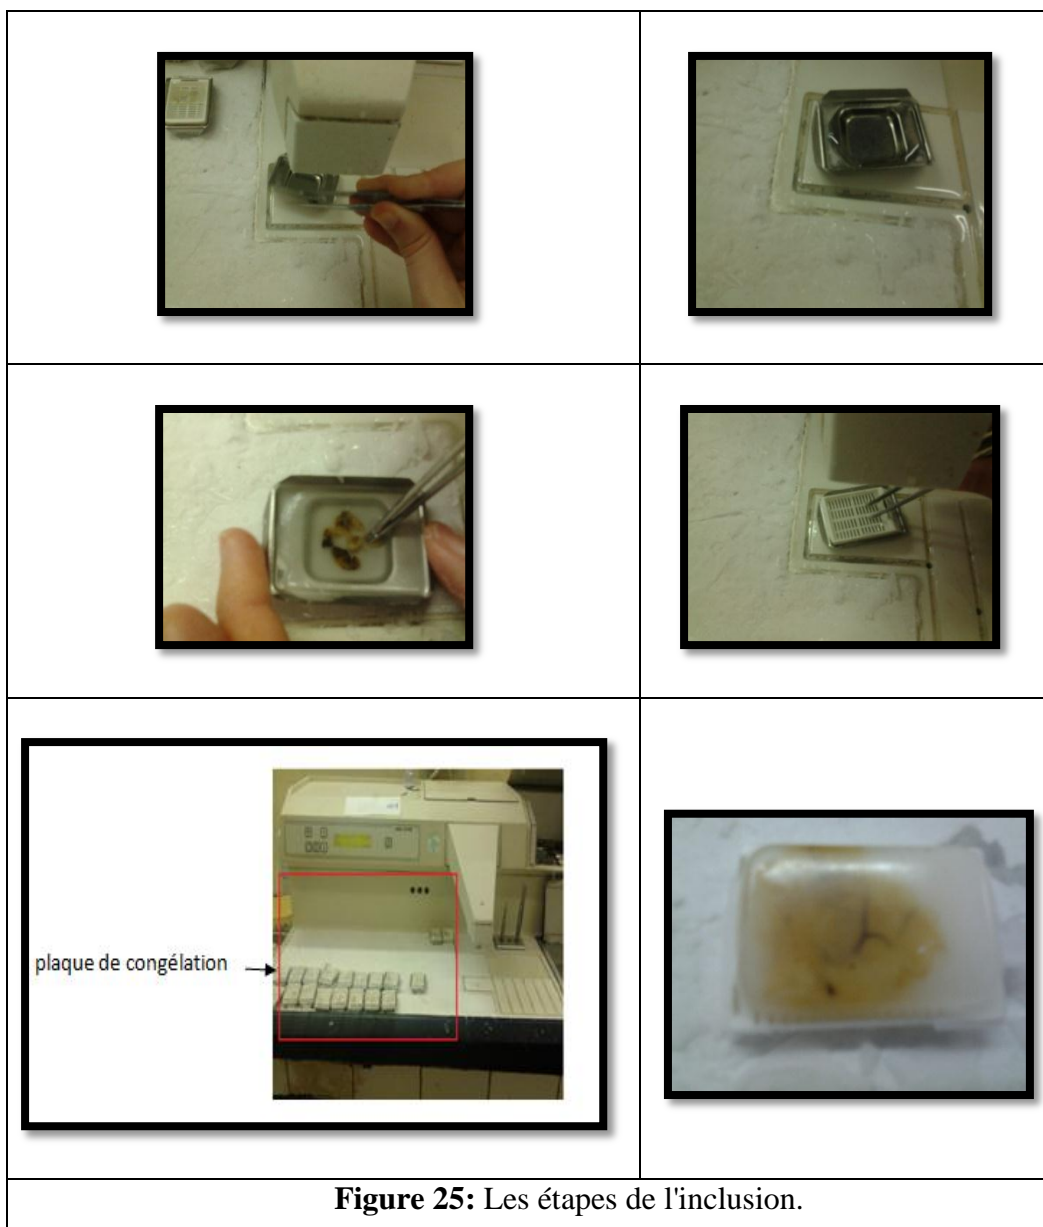 plaque de congélation
Figure 25: Les étapes de l'inclusion.